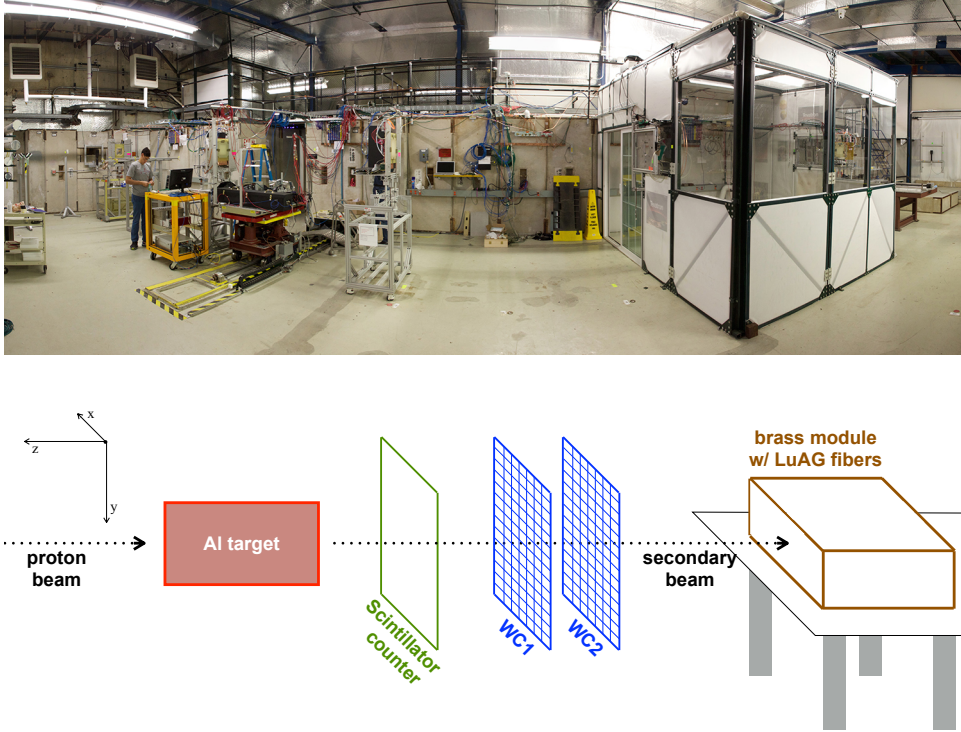 x
z
y
proton
beam
Al target
Scintillator
counter
WC1
WC2
secondary
beam
brass module
w/ LuAG fibers